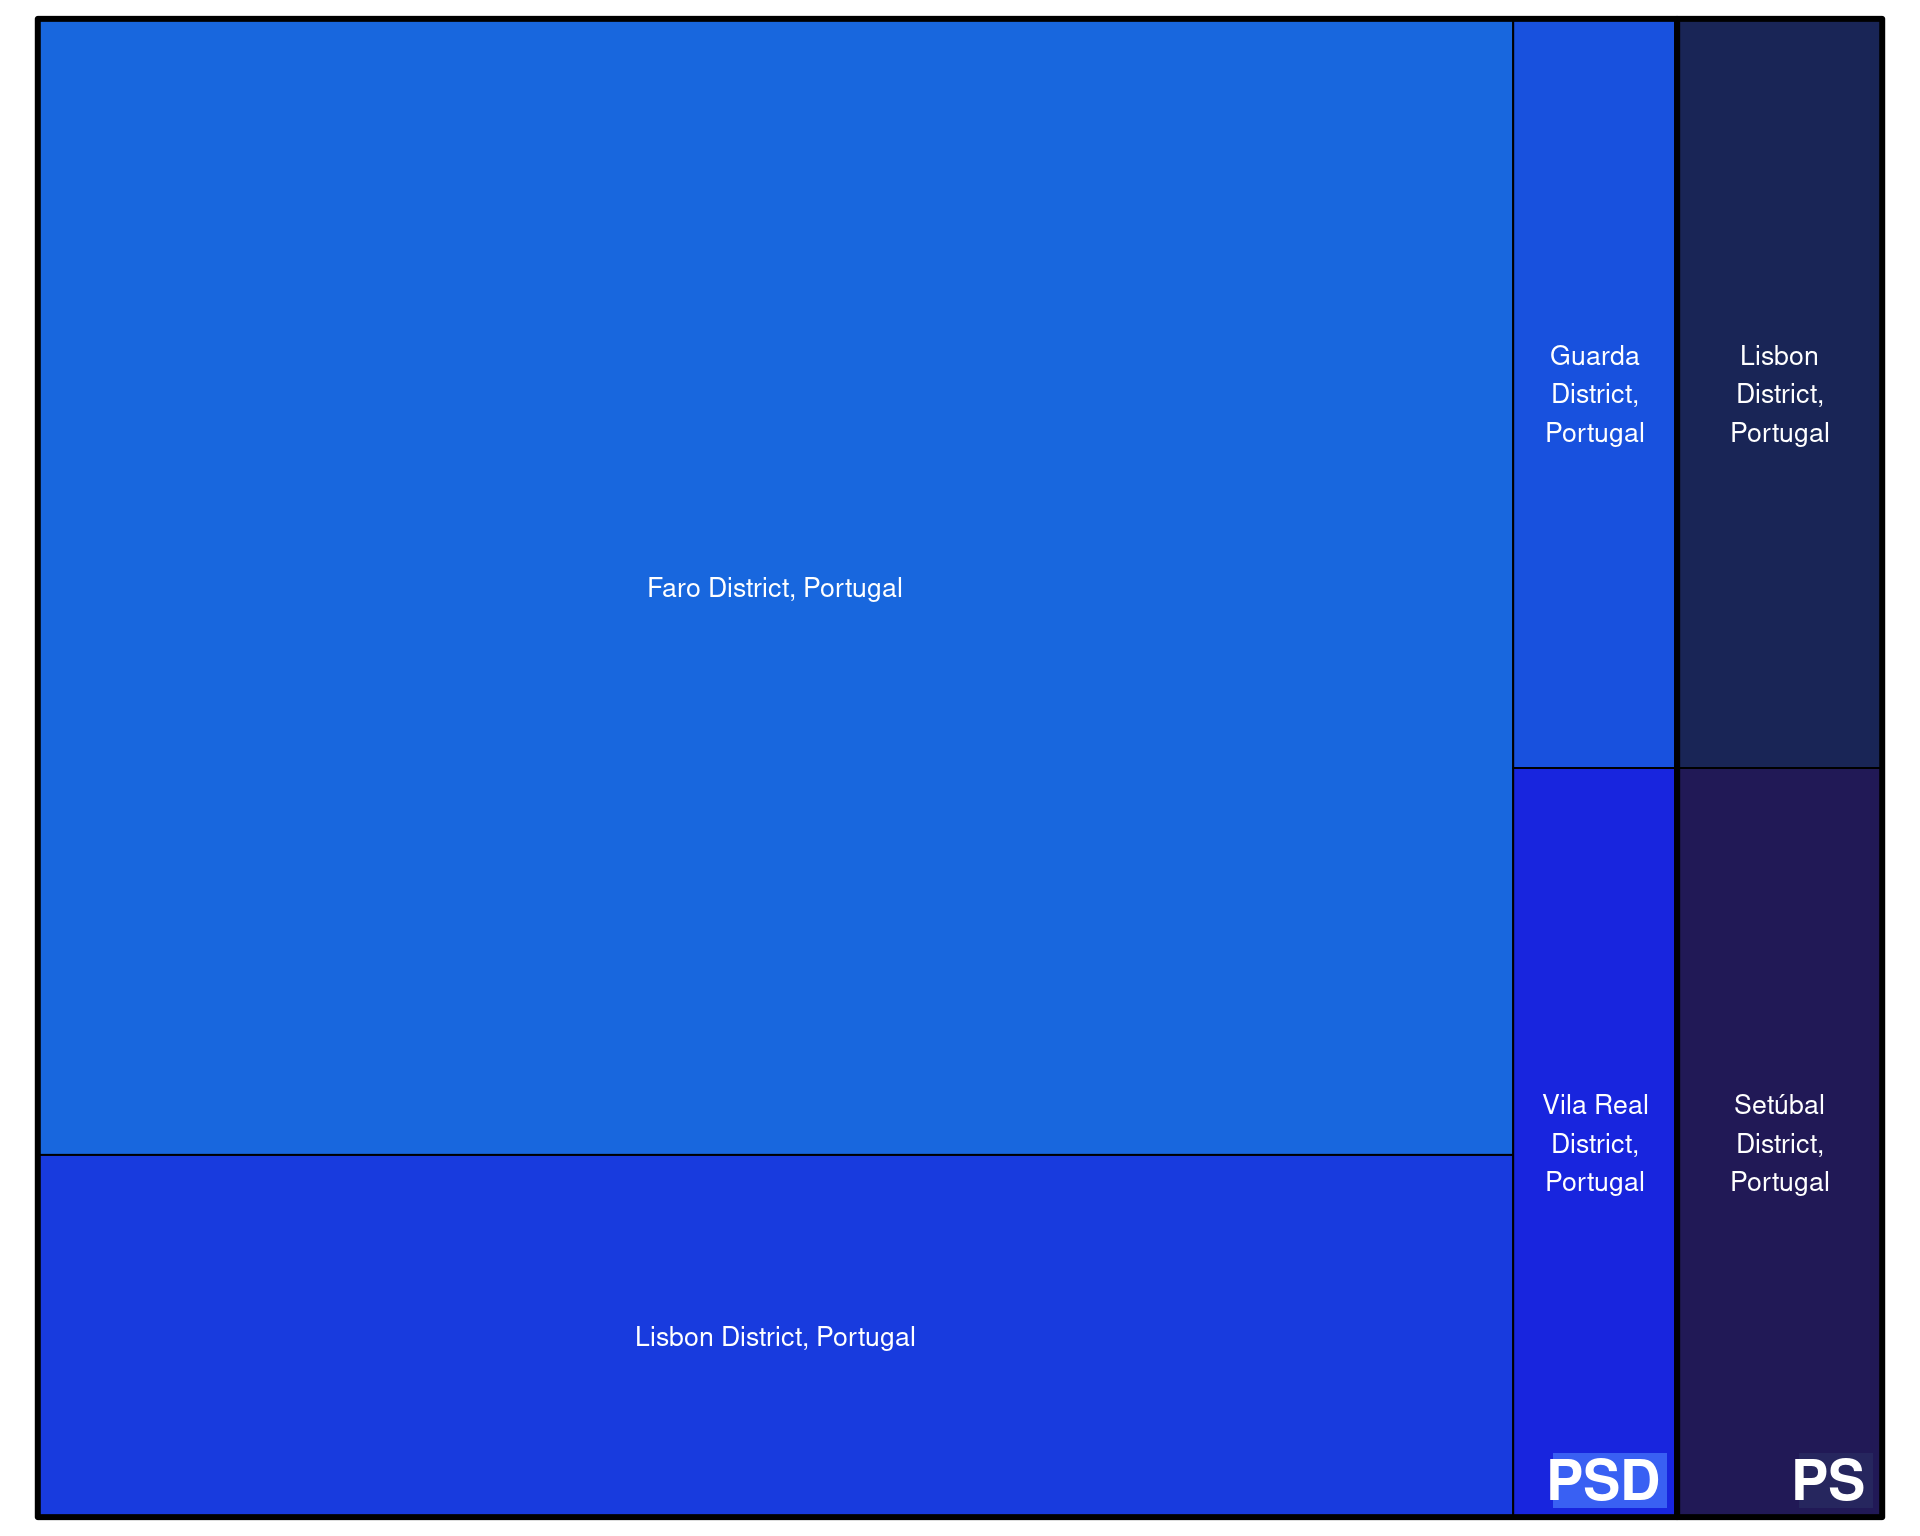 Faro District, Portugal
Lisbon District, Portugal
Guarda
District,
Portugal
Vila Real
District,
Portugal
PSD
Lisbon
District,
Portugal
Setúbal
District,
Portugal
PS